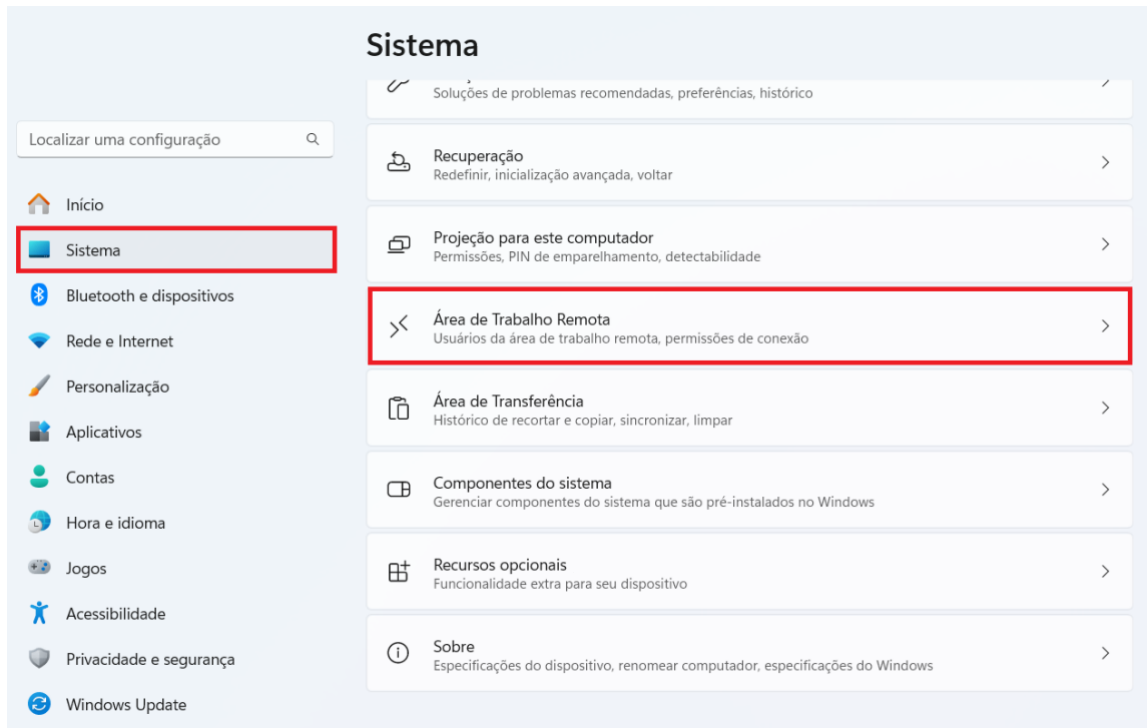 Sistema
Soluções de problemas recomendadas, preferências, histórico
Localizar uma configuração
Início
Sistema
Bluetooth e dispositivos
Rede e Internet
Personalização
Aplicativos
Contas
Hora e idioma
Jogos
Acessibilidade
Privacidade e segurança
Windows Update
Recuperação
Redefinir, inicialização avançada, voltar
Projeção para este computador
Permissões, PIN de emparelhamento, detectabilidade
Área de Trabalho Remota
Usuários da área de trabalho remota, permissões de conexão
Área de Transferência
Histórico de recortar e copiar, sincronizar, limpar
Componentes do sistema
Gerenciar componentes do sistema que são pré-instalados no Windows
Recursos opcionais
Funcionalidade extra para seu dispositivo
Sobre
Especificações do dispositivo, renomear computador, especificações do Windows